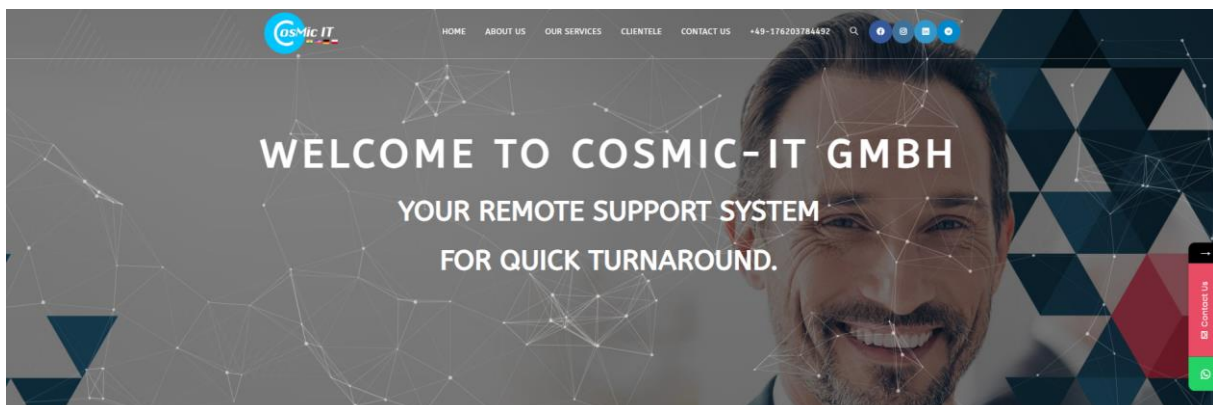 Cosmic IT
HOME ABOUT US OUR SERVICES CLIENTELE CONTACT US +49-176203784492
WELCOME TO COSMIC-IT GMBH
YOUR REMOTE SUPPORT SYSTEM
FOR QUICK TURNAROUND.
Contact Us